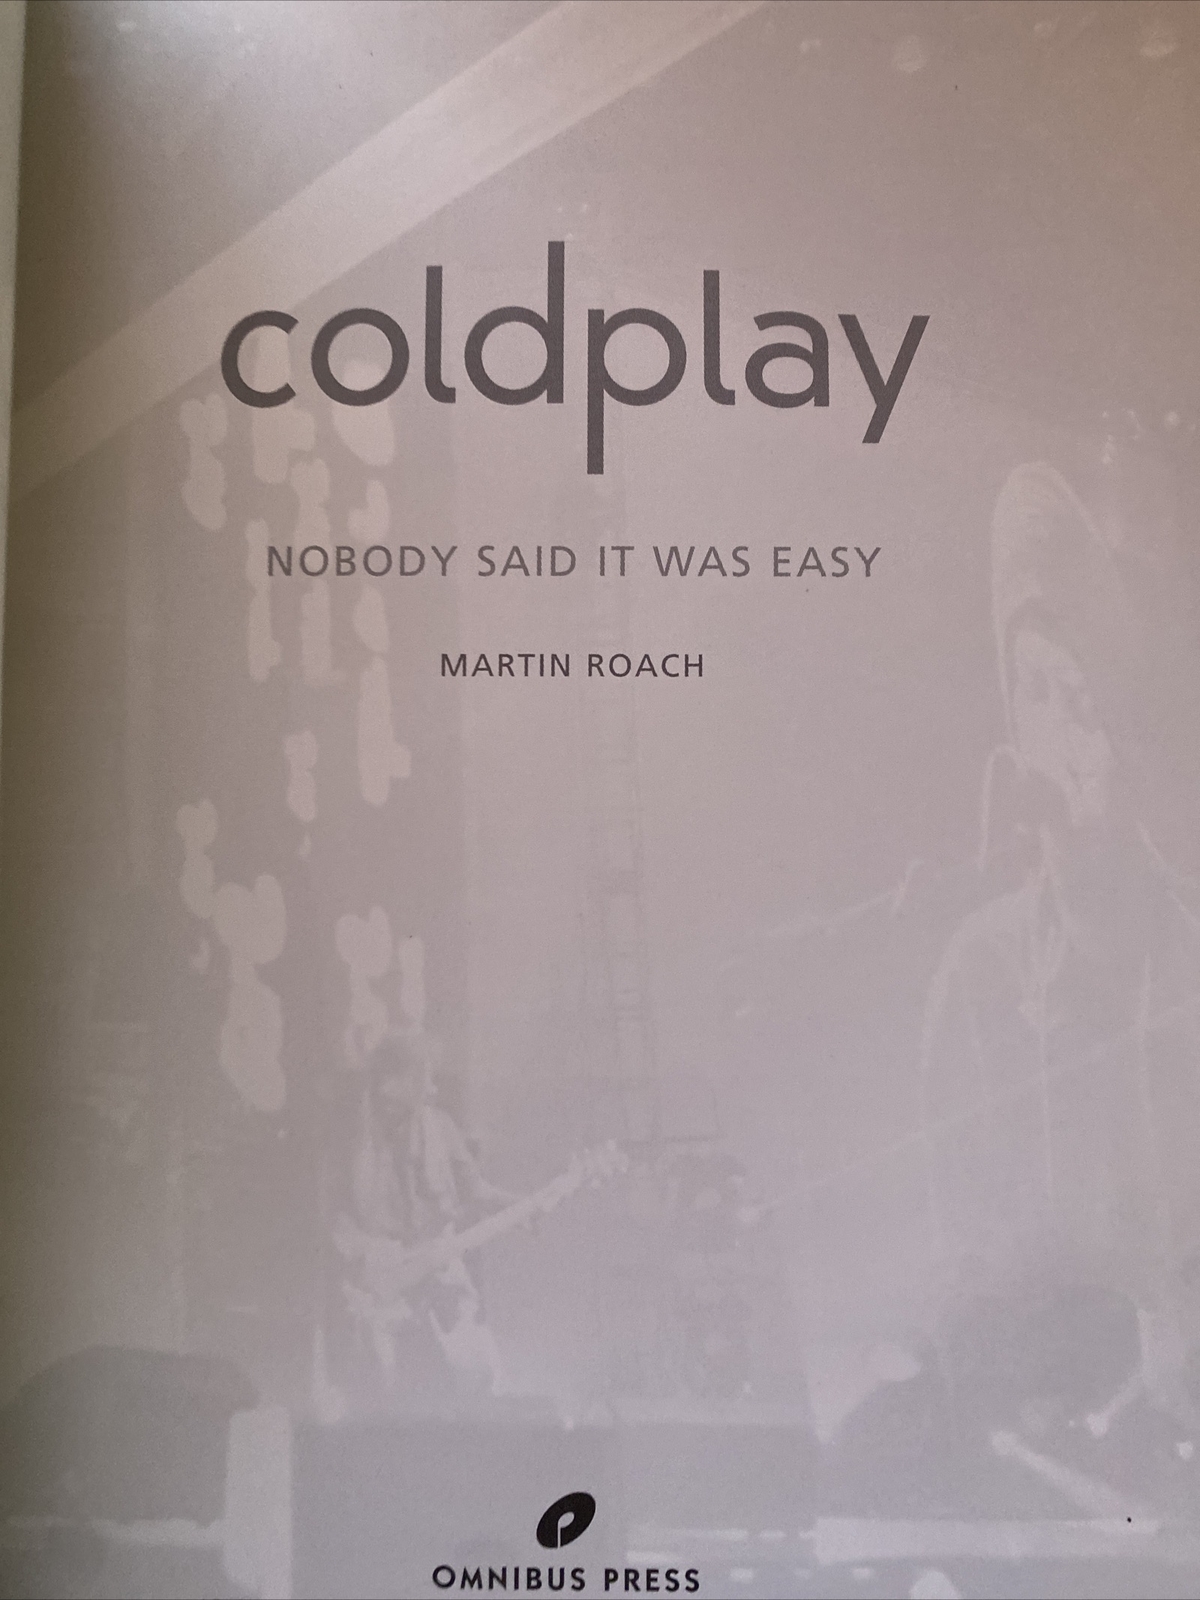 coldplay
NOBODY SAID IT WAS EASY
MARTIN ROACH
OMNIBUS PRESS